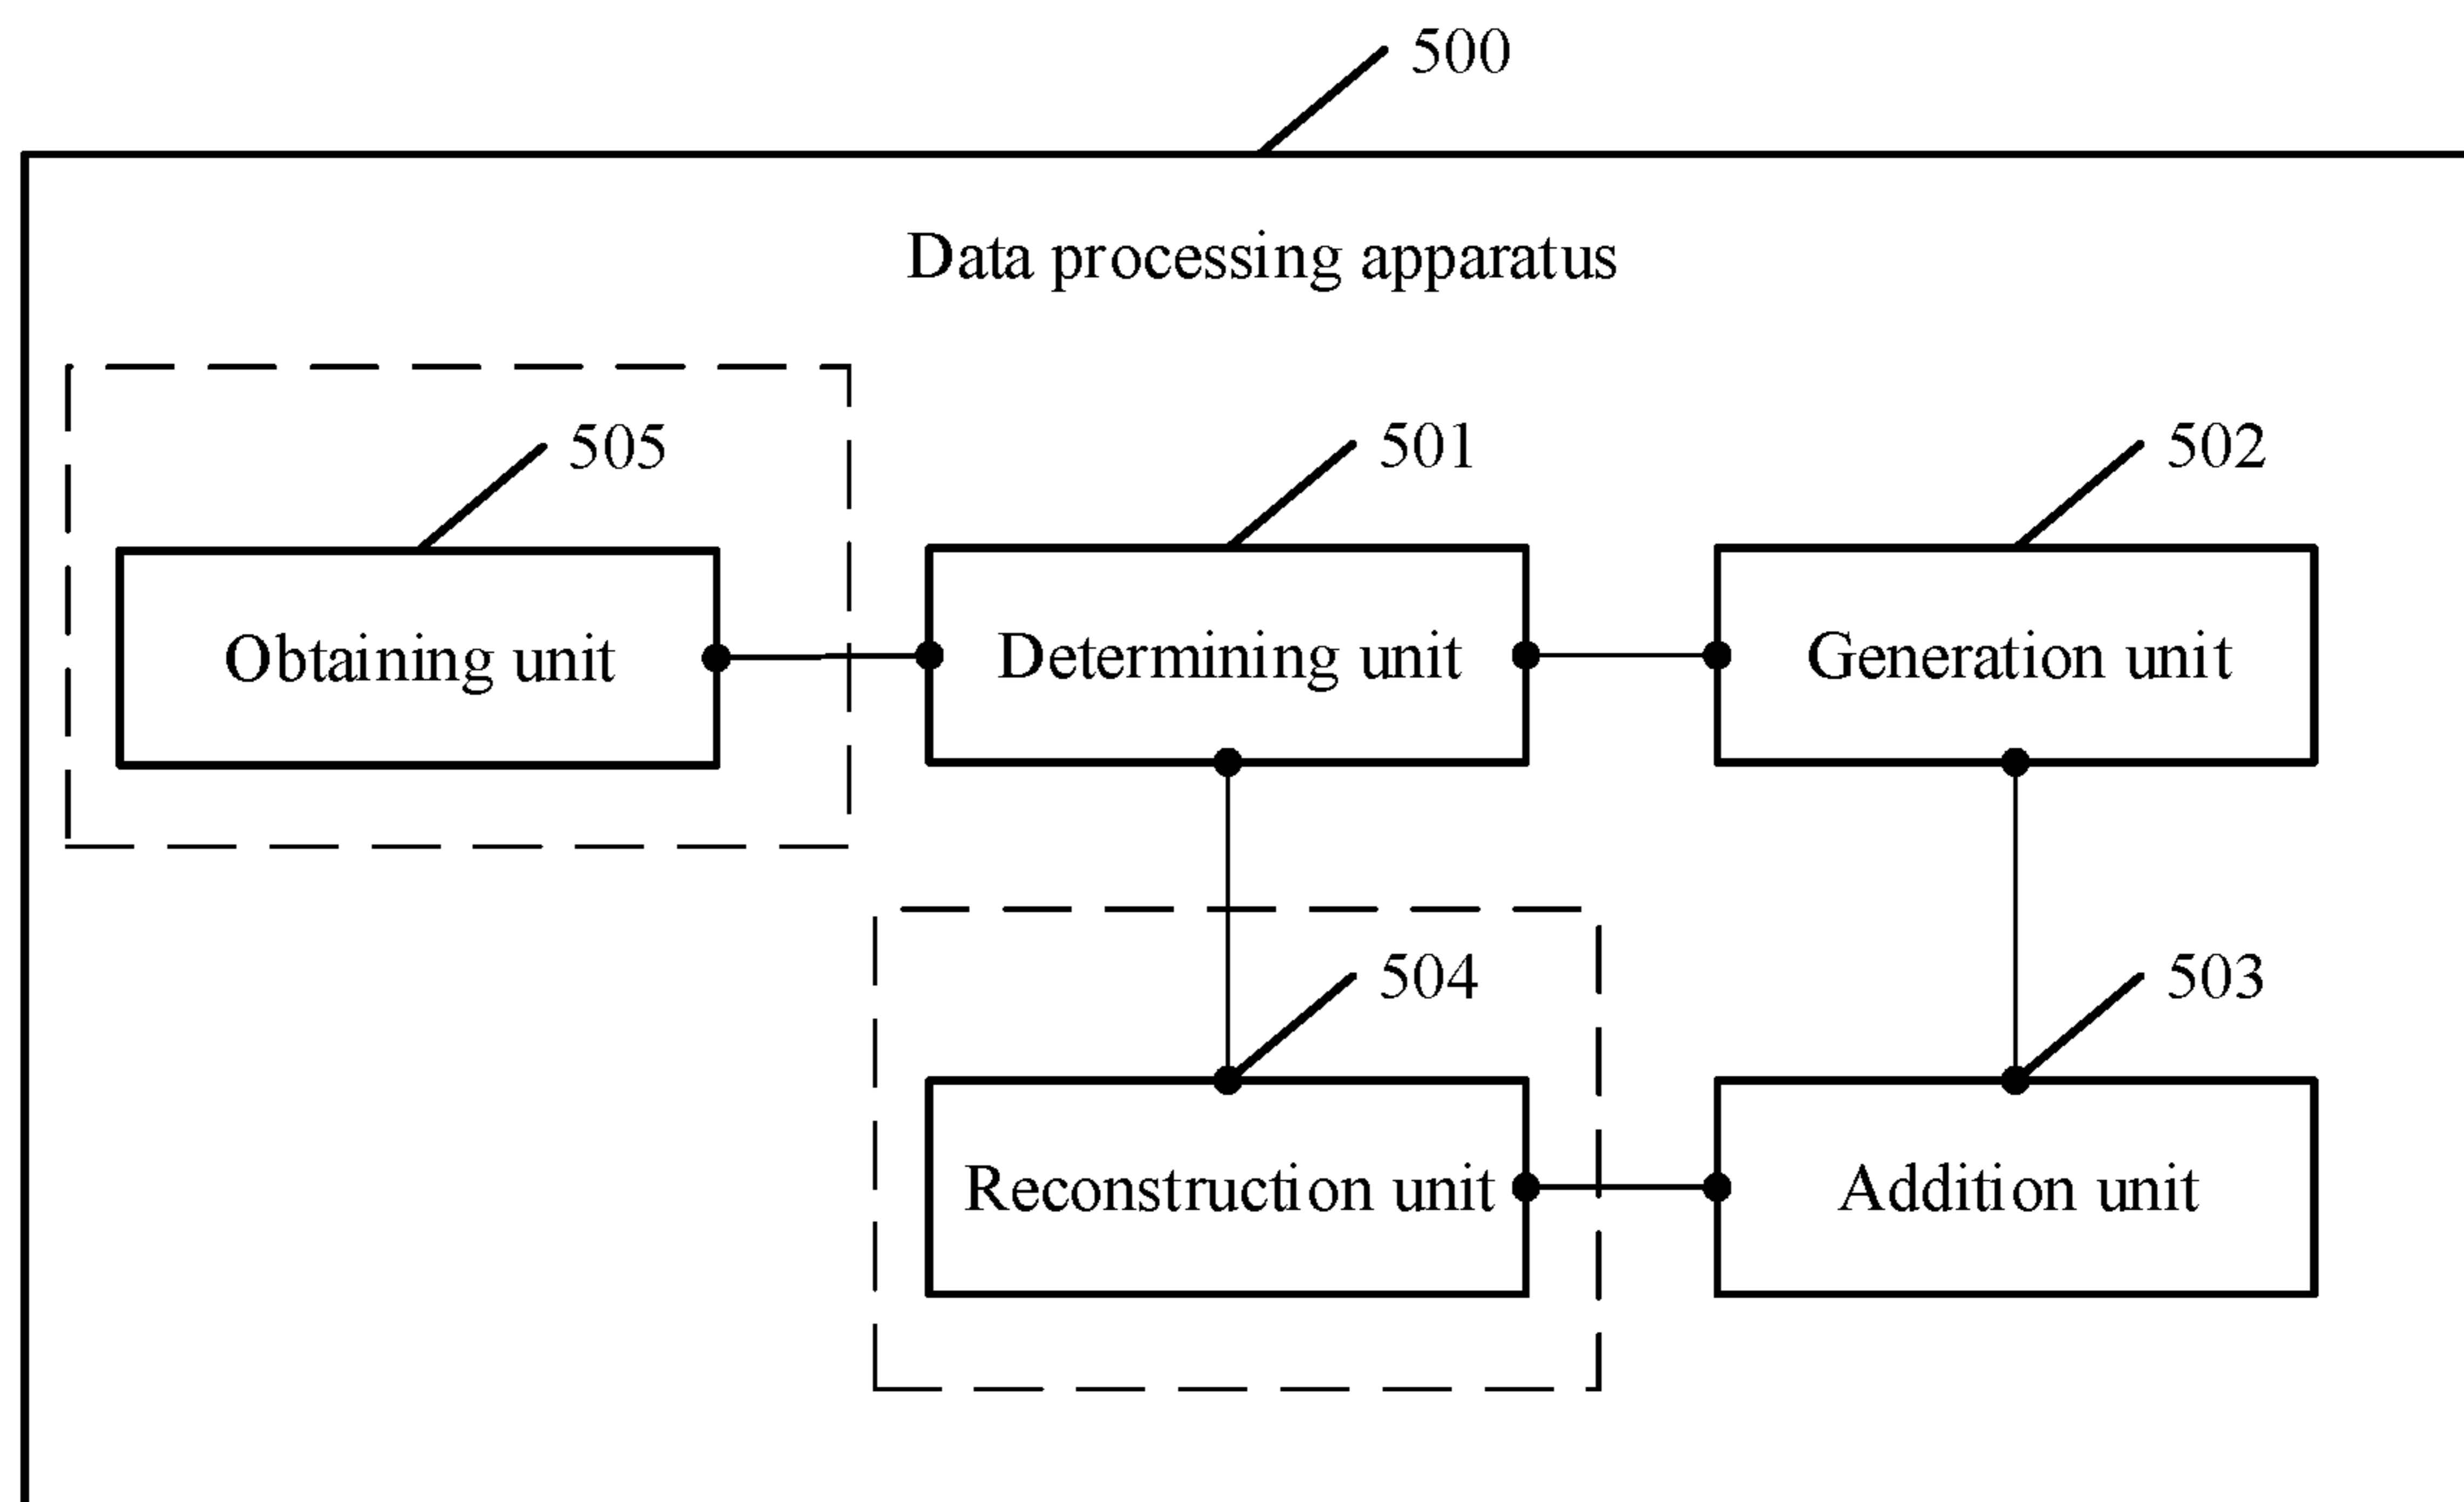 500
Data processing apparatus
505
501
502
Obtaining unit
Determining unit
Generation unit
504
503
Reconstruction unit
Addition unit